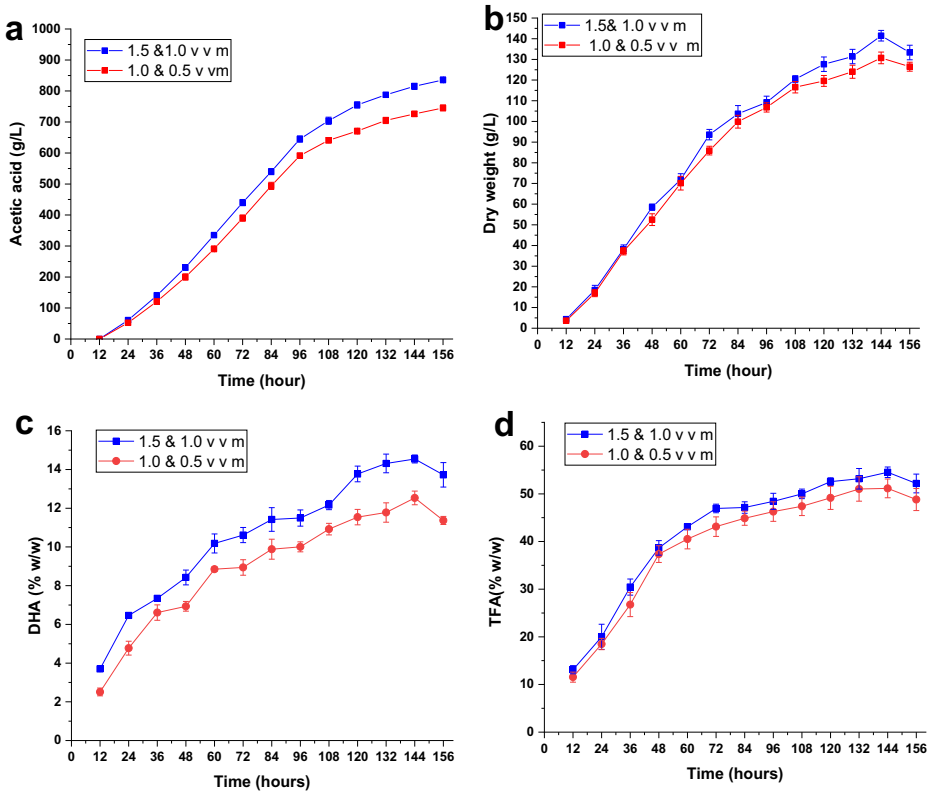 a
1.5 &1.0 v v m
1.0 & 0.5 v vm
Acetic acid (g/L)
1000
900
800
700
600
500
400
300
200
100
0
0 12 24 36 48 60 72 84 96 108 120 132 144 156
Time (hour)
b
1.5& 1.0 v v m
1.0 & 0.5 v v m
Dry weight (g/L)
150
140
130
120
110
100
90
80
70
60
50
40
30
20
10
0
0 12 24 36 48 60 72 84 96 108 120 132 144 156
Time (hour)
c
1.5 & 1.0 v v m
1.0 & 0.5 v v m
DHA (% w/w)
16
14
12
10
8
6
4
2
0
0 12 24 36 48 60 72 84 96 108 120 132 144 156
Time (hours)
d
1.5 & 1.0 v v m
1.0 & 0.5 v v m
TFA(% w/w)
60
50
40
30
20
10
0
0 12 24 36 48 60 72 84 96 108 120 132 144 156
Time (hours)